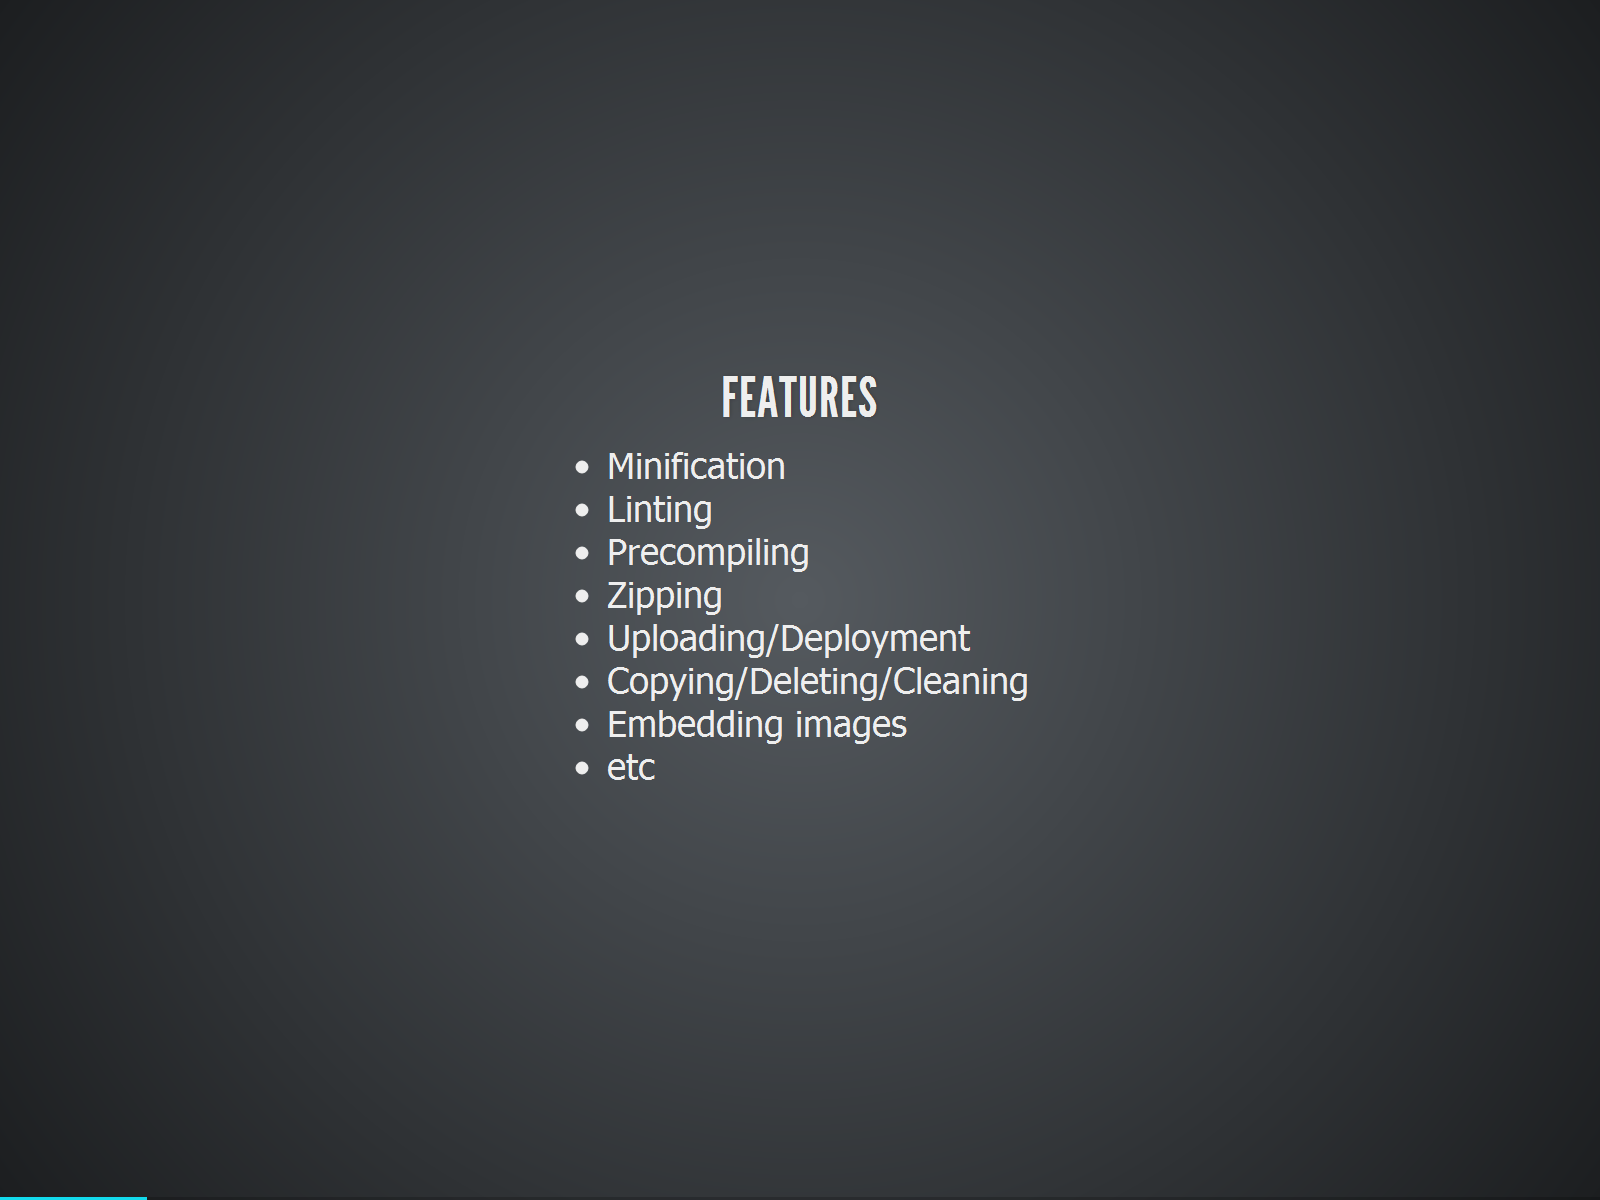 FEATURES
Minification
Linting
Precompiling
Zipping
Uploading/Deployment
Copying/Deleting/Cleaning
Embedding images
etc